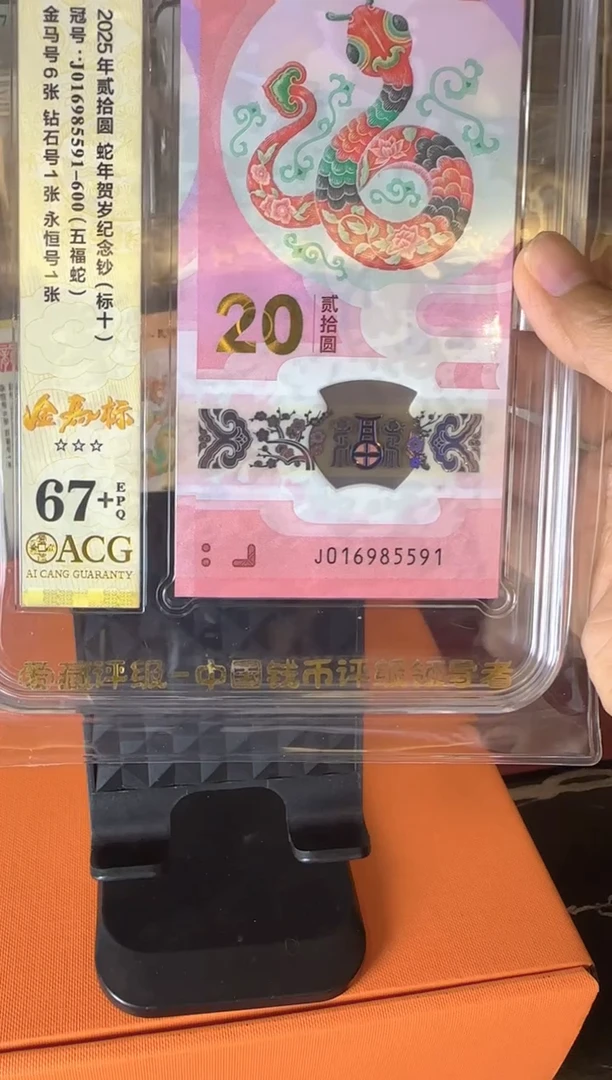 2025年贰拾圆 蛇年贺岁纪念钞(标十)
冠号:J016985591-600(五福蛇)
金马号6张 钻石号1张 永恒号1张
金马标
☆☆☆
67+EPQ
ACG
AI CANG GUARANTY
20
贰拾圆
J016985591
爱藏评级-中国钱币评级领导者